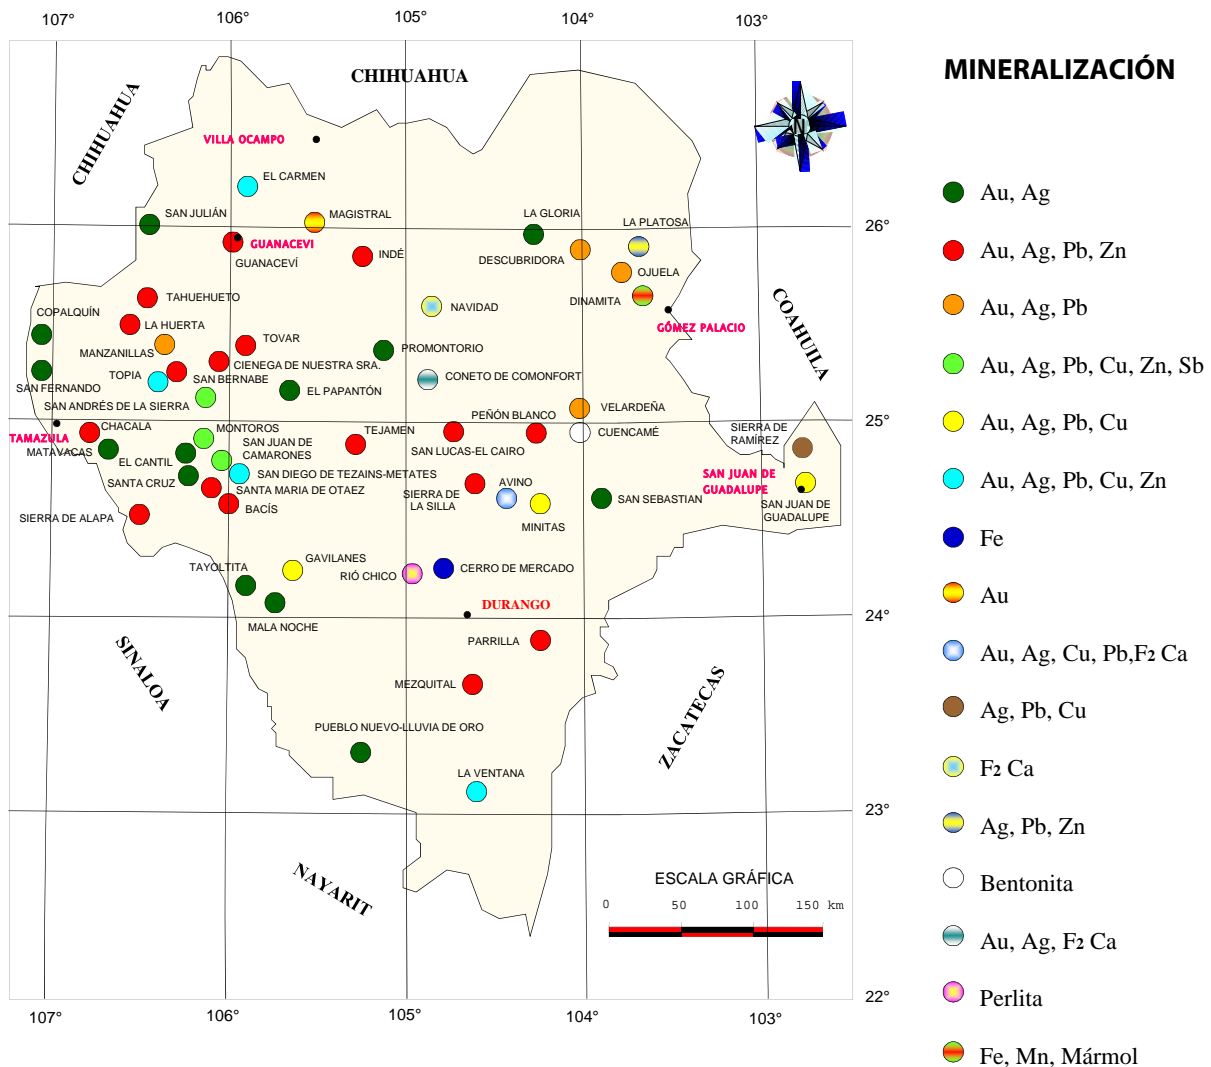 107°
106°
105°
104°
103°
CHIHUAHUA
CHIHUAHUA
MINERALIZACIÓN
N
VILLA OCAMPO
EL CARMEN
SAN JULIÁN
MAGISTRAL
LA GLORIA
LA PLATOSA
26°
GUANACEVI
GUANACEVÍ
INDÉ
DESCUBRIDORA
OJUELA
TAHUEHUETO
DINAMITA
COPALQUÍN
NAVIDAD
LA HUERTA
GÓMEZ PALACIO
COAHUILA
TOVAR
MANZANILLAS
PROMONTORIO
CIENEGA DE NUESTRA SRA.
TOPIA
SAN BERNABE
CONETO DE COMONFORT
SAN FERNANDO
EL PAPANTÓN
SAN ANDRÉS DE LA SIERRA
VELARDEÑA
25°
PEÑÓN BLANCO
CHACALA
MONTOROS
TEJAMEN
CUENCAMÉ
SIERRA DE
RAMÍREZ
TAMAZULA
MATAVACAS
SAN JUAN DE
CAMARONES
SAN LUCAS-EL CAIRO
EL CANTIL
SAN DIEGO DE TEZAINS-METATES
SAN JUAN DE
GUADALUPE
SANTA CRUZ
SANTA MARIA DE OTAEZ
AVINO
SIERRA DE
LA SILLA
SAN SEBASTIAN
SAN JUAN DE
GUADALUPE
BACÍS
SIERRA DE ALAPA
MINITAS
GAVILANES
TAYOLTITA
RIÓ CHICO
CERRO DE MERCADO
DURANGO
24°
MALA NOCHE
PARRILLA
SINALOA
MEZQUITAL
ZACATECAS
PUEBLO NUEVO-LLUVIA DE ORO
LA VENTANA
23°
NAYARIT
ESCALA GRÁFICA
0 50 100 150 km
22°
107°
106°
105°
104°
103°
Au, Ag
Au, Ag, Pb, Zn
Au, Ag, Pb
Au, Ag, Pb, Cu, Zn, Sb
Au, Ag, Pb, Cu
Au, Ag, Pb, Cu, Zn
Fe
Au
Au, Ag, Cu, Pb,F2 Ca
Ag, Pb, Cu
F2 Ca
Ag, Pb, Zn
Bentonita
Au, Ag, F2 Ca
Perlita
Fe, Mn, Mármol